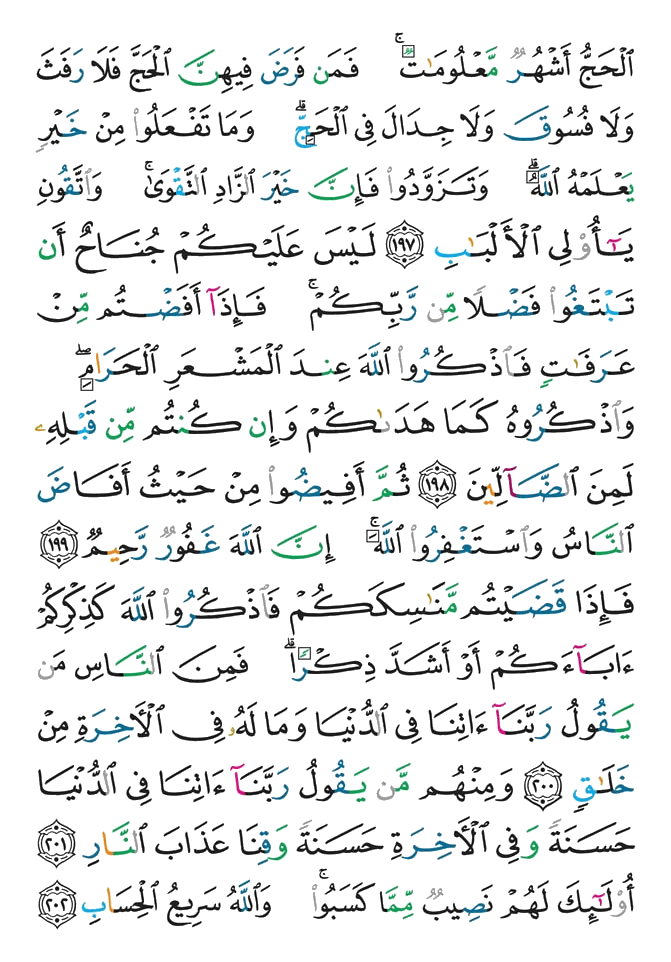 ٱلْحَجُّ أَشْهُرٌ مَّعْلُومَـٰتٌۚ فَمَن فَرَضَ فِيهِنَّ ٱلْحَجَّ فَلَا رَفَثَ
وَلَا فُسُوقَ وَلَا جِدَالَ فِى ٱلْحَجِّۗ وَمَا تَفْعَلُوا۟ مِنْ خَيْرٍ
يَعْلَمْهُ ٱللَّهُۗ وَتَزَوَّدُوا۟ فَإِنَّ خَيْرَ ٱلزَّادِ ٱلتَّقْوَىٰۚ وَٱتَّقُونِ
يَـٰٓأُو۟لِى ٱلْأَلْبَـٰبِ ١٩٧ لَيْسَ عَلَيْكُمْ جُنَاحٌ أَن
تَبْتَغُوا۟ فَضْلًا مِّن رَّبِّكُمْۚ فَإِذَآ أَفَضْتُم مِّنْ
عَرَفَـٰتٍ فَٱذْكُرُوا۟ ٱللَّهَ عِندَ ٱلْمَشْعَرِ ٱلْحَرَامِۖ
وَٱذْكُرُوهُ كَمَا هَدَىٰكُمْ وَإِن كُنتُم مِّن قَبْلِهِۦ
لَمِنَ ٱلضَّآلِّينَ ١٩٨ ثُمَّ أَفِيضُوا۟ مِنْ حَيْثُ أَفَاضَ
ٱلنَّاسُ وَٱسْتَغْفِرُوا۟ ٱللَّهَۚ إِنَّ ٱللَّهَ غَفُورٌ رَّحِيمٌ ١٩٩
فَإِذَا قَضَيْتُم مَّنَـٰسِكَكُمْ فَٱذْكُرُوا۟ ٱللَّهَ كَذِكْرِكُمْ
ءَابَآءَكُمْ أَوْ أَشَدَّ ذِكْرًاۗ فَمِنَ ٱلنَّاسِ مَن
يَقُولُ رَبَّنَآ ءَاتِنَا فِى ٱلدُّنْيَا وَمَا لَهُۥ فِى ٱلْـَٔاخِرَةِ مِنْ
خَلَـٰقٍ ٢٠٠ وَمِنْهُم مَّن يَقُولُ رَبَّنَآ ءَاتِنَا فِى ٱلدُّنْيَا
حَسَنَةً وَفِى ٱلْـَٔاخِرَةِ حَسَنَةً وَقِنَا عَذَابَ ٱلنَّارِ ٢٠١
أُو۟لَـٰٓئِكَ لَهُمْ نَصِيبٌ مِّمَّا كَسَبُوا۟ۚ وَٱللَّهُ سَرِيعُ ٱلْحِسَابِ ٢٠٢